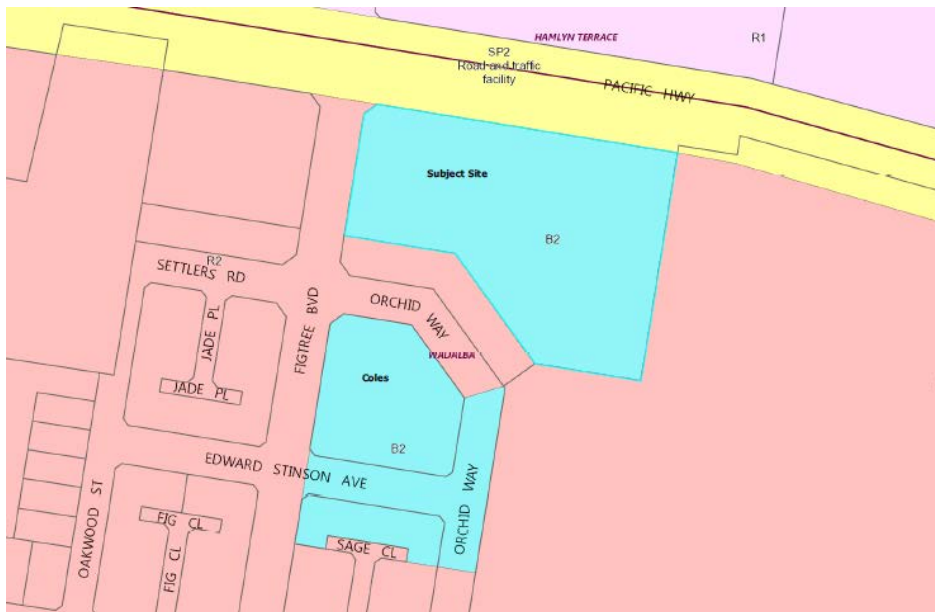 HAMLYN TERRACE
R1
SP2
Road and traffic
facility
PACIFIC HWY
Subject Site
B2
R2
SETTLERS RD
JADE PL
FIGTREE BVD
ORCHID WAY
WADALBA
JADE PL
Coles
B2
EDWARD STINSON AVE
ORCHID WAY
OAKWOOD ST
FIG CL
FIG CL
SAGE CL